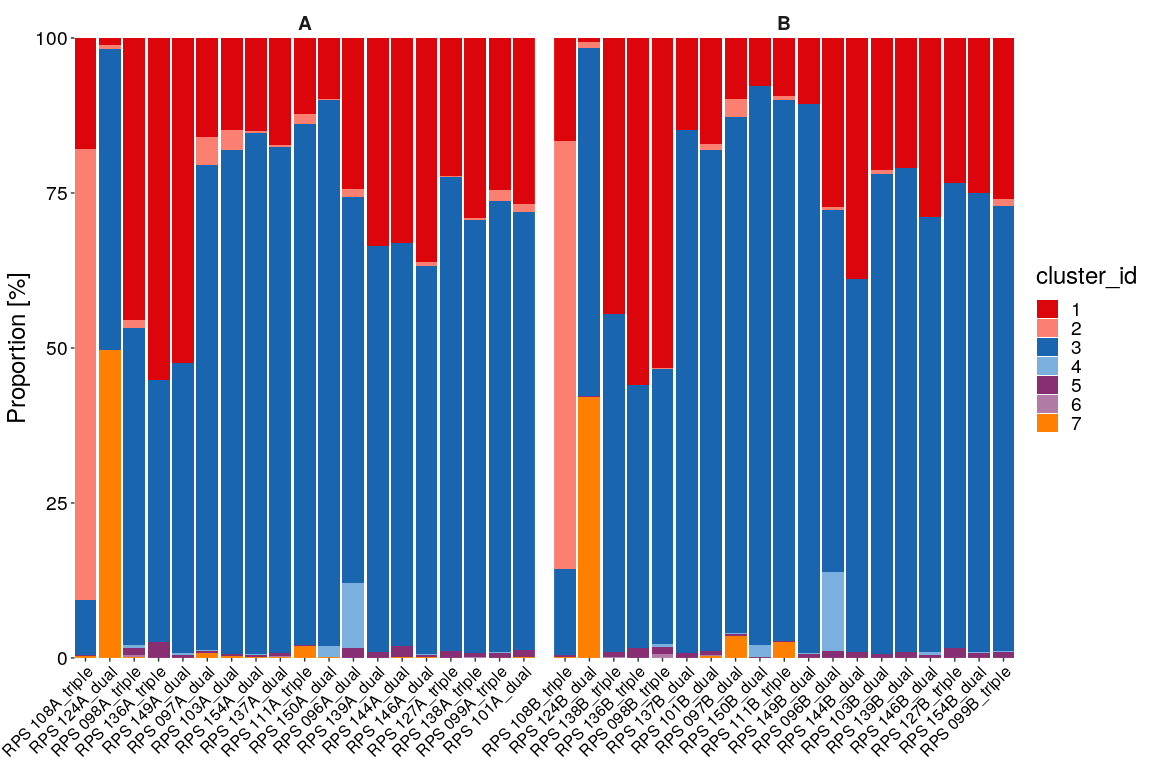 A
B
Proportion [%]
100
75
50
25
0
RPS 108A_triple
RPS 124A_dual
RPS 098A_triple
RPS 136A_triple
RPS 149A_dual
RPS 097A_dual
RPS 103A_dual
RPS 154A_dual
RPS 137A_dual
RPS 111A_triple
RPS 150A_dual
RPS 096A_dual
RPS 139A_dual
RPS 144A_dual
RPS 146A_dual
RPS 127A_triple
RPS 138A_triple
RPS 099A_triple
RPS 101A_dual
RPS 108B_triple
RPS 124B_dual
RPS 138B_triple
RPS 136B_triple
RPS 098B_triple
RPS 137B_dual
RPS 101B_dual
RPS 097B_dual
RPS 150B_dual
RPS 111B_triple
RPS 149B_dual
RPS 096B_dual
RPS 144B_dual
RPS 103B_dual
RPS 139B_dual
RPS 146B_dual
RPS 127B_triple
RPS 154B_dual
RPS 099B_triple
cluster_id
1
2
3
4
5
6
7